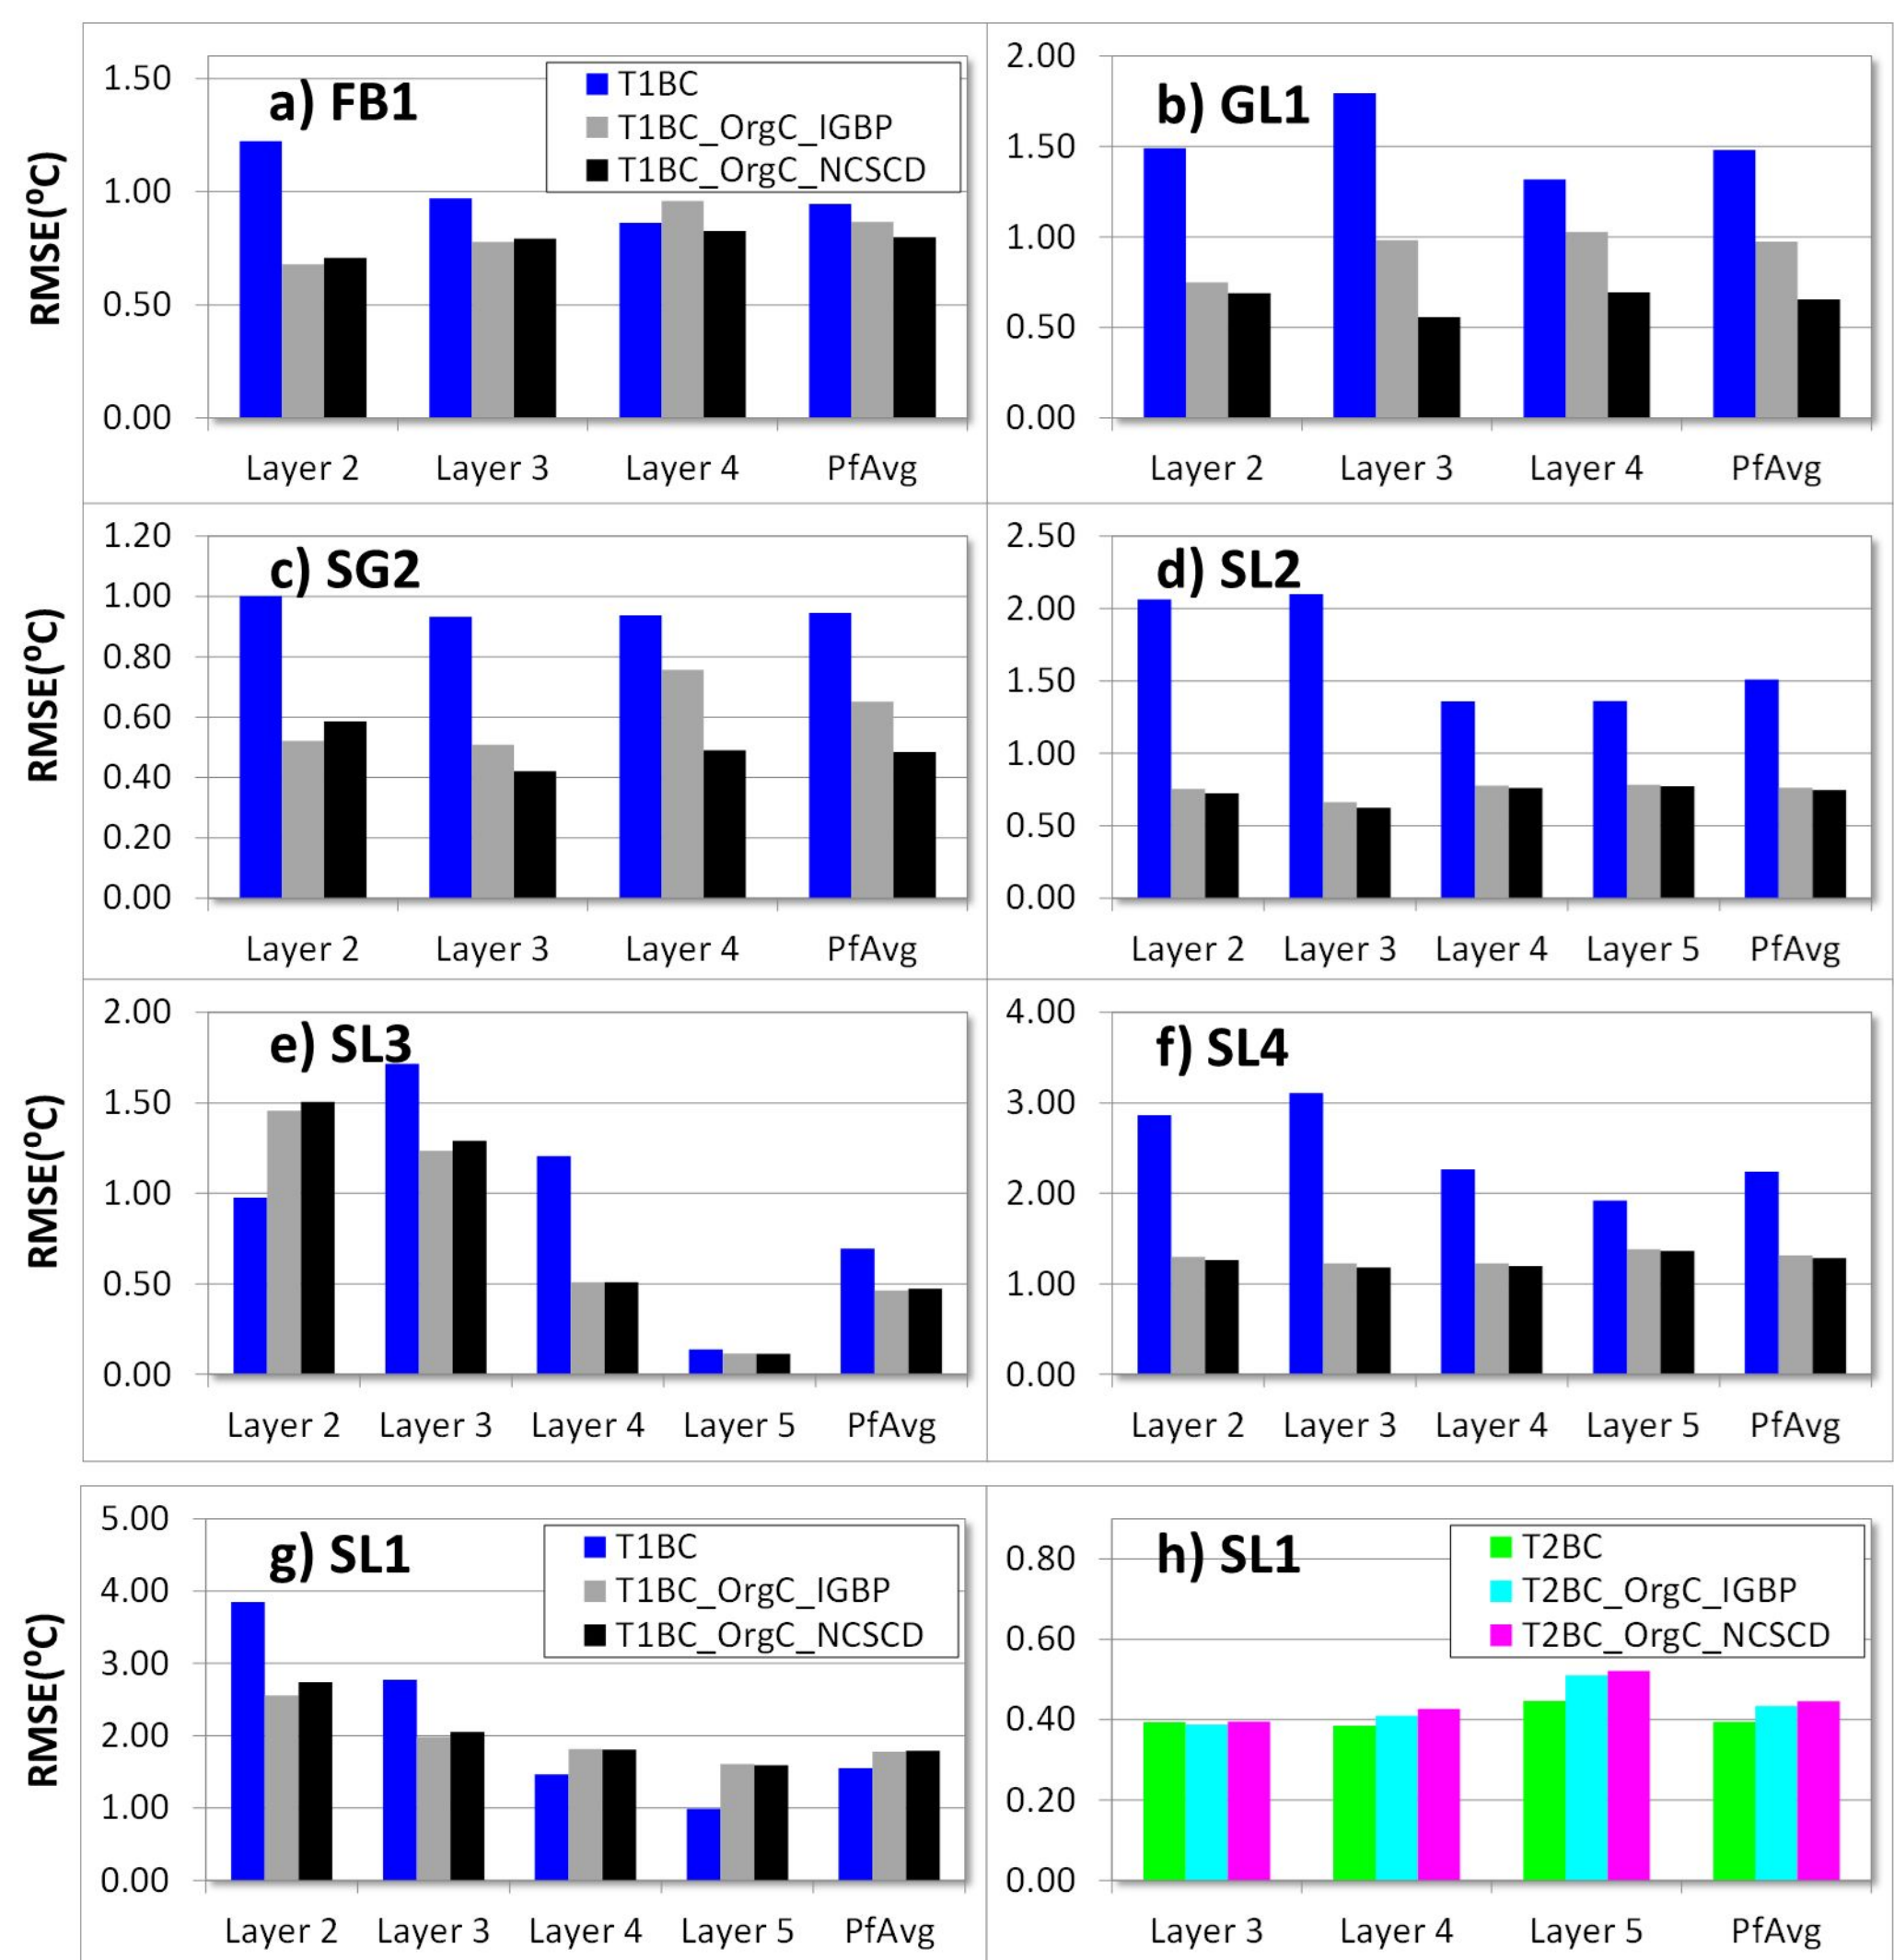 a) FB1
T1BC
T1BC_OrgC_IGBP
T1BC_OrgC_NCSCD
RMSE(⁰C)
1.50
1.00
0.50
0.00
Layer 2 Layer 3 Layer 4 PfAvg
b) GL1
2.00
1.50
1.00
0.50
0.00
Layer 2 Layer 3 Layer 4 PfAvg
c) SG2
RMSE(⁰C)
1.20
1.00
0.80
0.60
0.40
0.20
0.00
Layer 2 Layer 3 Layer 4 PfAvg
d) SL2
2.50
2.00
1.50
1.00
0.50
0.00
Layer 2 Layer 3 Layer 4 Layer 5 PfAvg
e) SL3
RMSE(⁰C)
2.00
1.50
1.00
0.50
0.00
Layer 2 Layer 3 Layer 4 Layer 5 PfAvg
f) SL4
4.00
3.00
2.00
1.00
0.00
Layer 2 Layer 3 Layer 4 Layer 5 PfAvg
g) SL1
T1BC
T1BC_OrgC_IGBP
T1BC_OrgC_NCSCD
RMSE(⁰C)
5.00
4.00
3.00
2.00
1.00
0.00
Layer 2 Layer 3 Layer 4 Layer 5 PfAvg
h) SL1
T2BC
T2BC_OrgC_IGBP
T2BC_OrgC_NCSCD
0.80
0.60
0.40
0.20
0.00
Layer 3 Layer 4 Layer 5 PfAvg